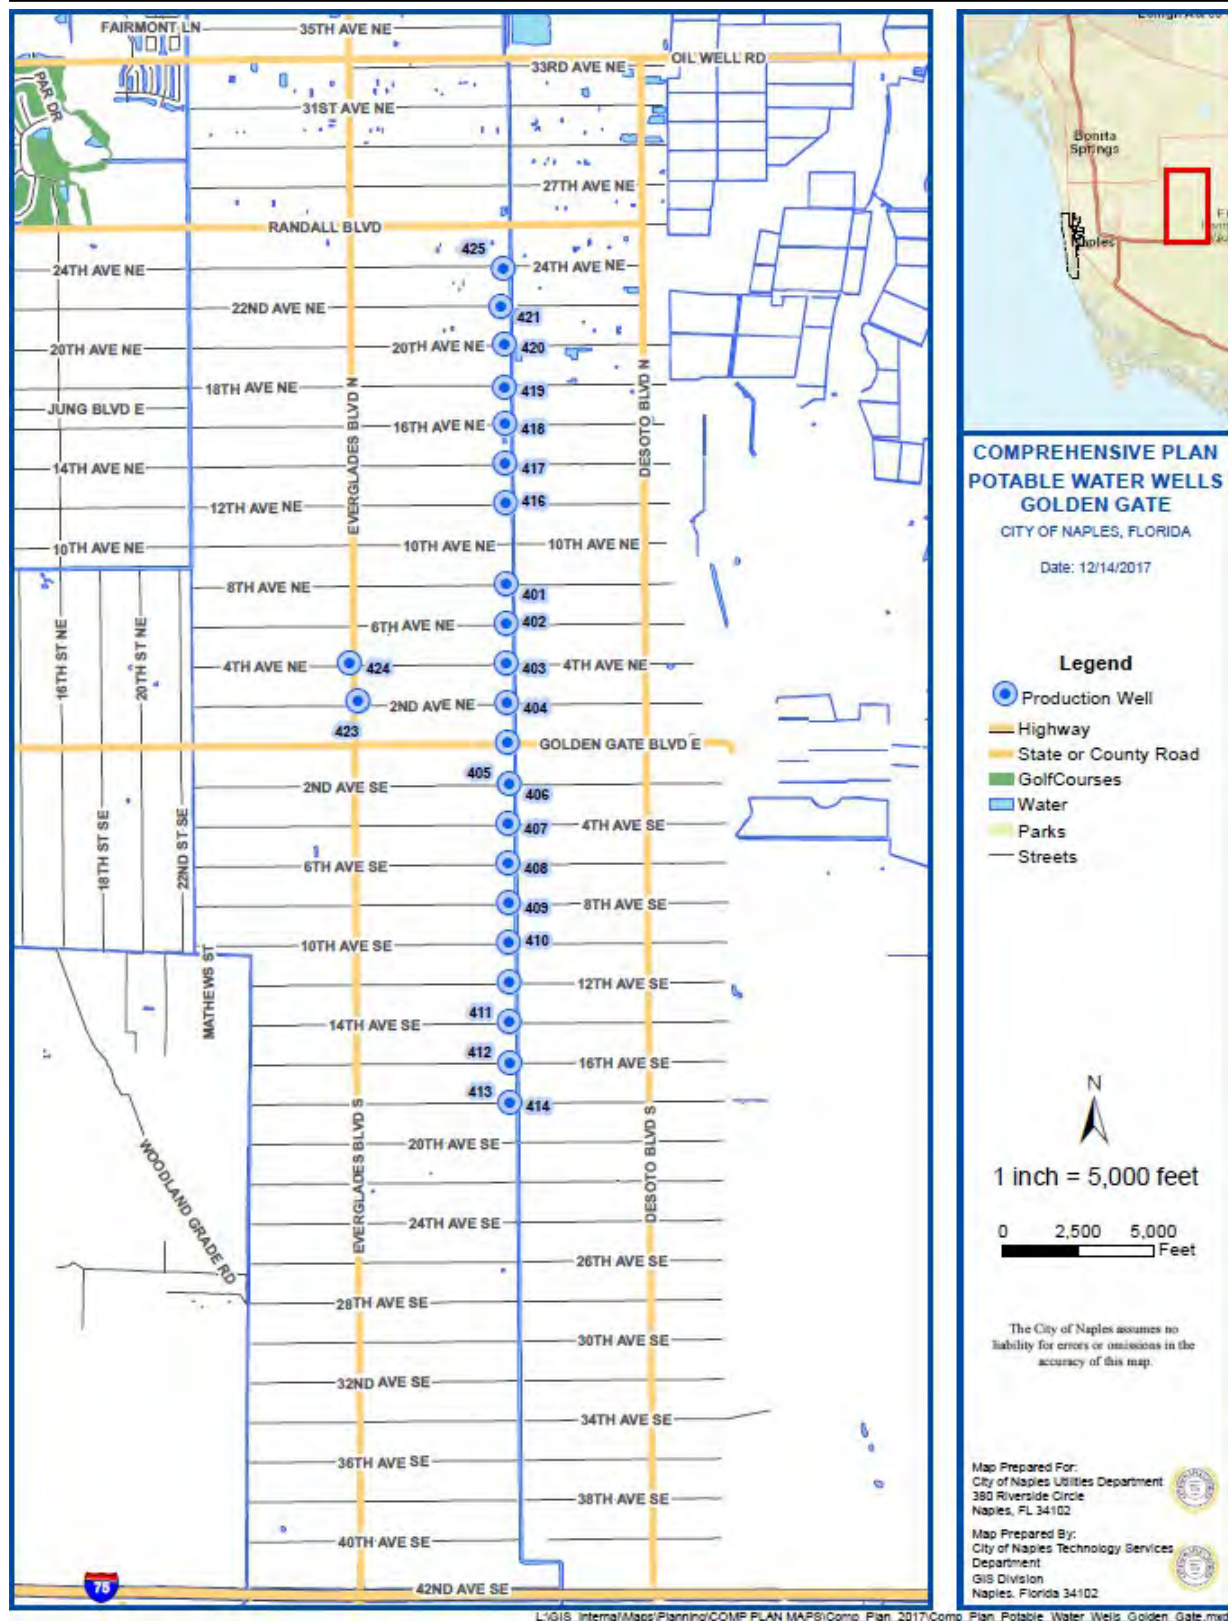 FAIRMONT LN
35TH AVE NE
OIL WELL RD
33RD AVE NE
PAR DR
31ST AVE NE
27TH AVE NE
RANDALL BLVD
425
24TH AVE NE
24TH AVE NE
22ND AVE NE
421
20TH AVE NE
20TH AVE NE
420
18TH AVE NE
419
JUNG BLVD E
EVERGLADES BLVD N
DESOTO BLVD N
16TH AVE NE
418
14TH AVE NE
417
12TH AVE NE
416
10TH AVE NE
10TH AVE NE
10TH AVE NE
8TH AVE NE
401
6TH AVE NE
402
16TH ST NE
20TH ST NE
4TH AVE NE
424
403
4TH AVE NE
2ND AVE NE
404
423
GOLDEN GATE BLVD E
405
2ND AVE SE
406
407
4TH AVE SE
18TH ST SE
22ND ST SE
6TH AVE SE
408
409
8TH AVE SE
10TH AVE SE
410
MATHEWS ST
12TH AVE SE
411
14TH AVE SE
412
16TH AVE SE
413
414
EVERGLADES BLVD S
DESOTO BLVD S
20TH AVE SE
WOODLAND GRADE RD
24TH AVE SE
26TH AVE SE
28TH AVE SE
30TH AVE SE
32ND AVE SE
34TH AVE SE
36TH AVE SE
38TH AVE SE
40TH AVE SE
75
42ND AVE SE
Bonita
Springs
Naples
COMPREHENSIVE PLAN
POTABLE WATER WELLS
GOLDEN GATE
CITY OF NAPLES, FLORIDA
Date: 12/14/2017
Legend
Production Well
Highway
State or County Road
GolfCourses
Water
Parks
Streets
N
1 inch = 5,000 feet
0 2,500 5,000
Feet
The City of Naples assumes no
liability for errors or omissions in the
accuracy of this map.
Map Prepared For:
City of Naples Utilities Department
380 Riverside Circle
Naples, FL 34102
Map Prepared By:
City of Naples Technology Services
Department
GIS Division
Naples, Florida 34102
L:\GIS_Internal\Maps\Planning\COMP PLAN MAPS\Comp_Plan_2017\Comp_Plan_Potable_Water_Wells_Golden_Gate.mxd